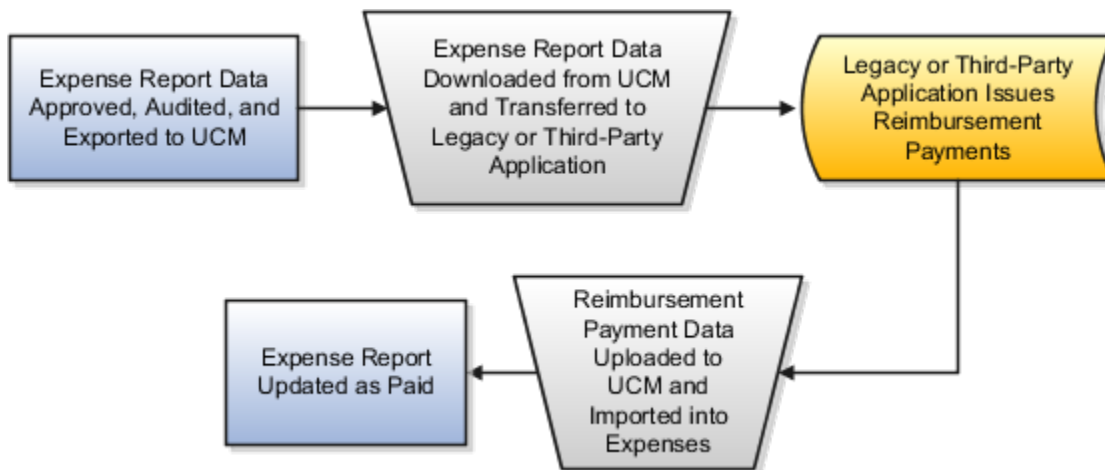 Expense Report Data
Approved, Audited, and
Exported to UCM
Expense Report Data
Downloaded from UCM
and Transferred to
Legacy or Third-Party
Application
Legacy or Third-Party
Application Issues
Reimbursement
Payments
Reimbursement
Payment Data
Uploaded to
UCM and
Imported into
Expenses
Expense Report
Updated as Paid